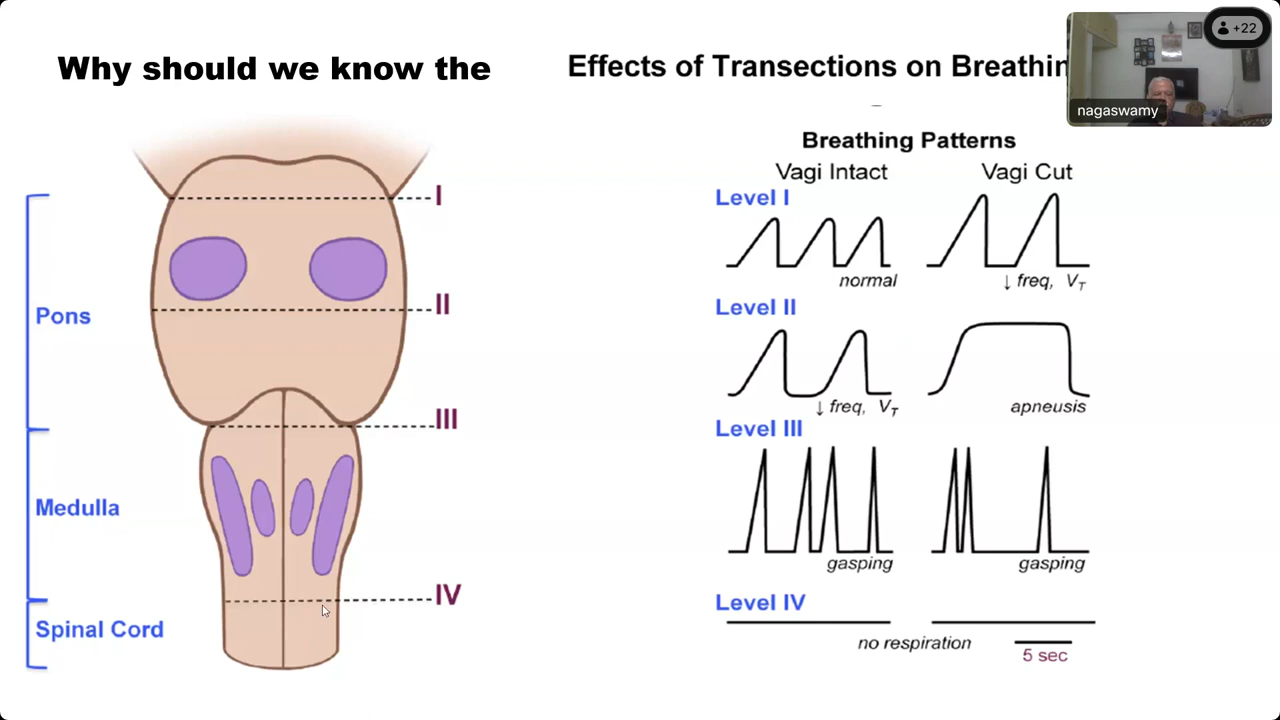 Why should we know the
Effects of Transections on Breathin
+22
nagaswamy
I
II
III
IV
Pons
Medulla
Spinal Cord
Breathing Patterns
Vagi Intact Vagi Cut
Level I
normal ↓ freq, VT
Level II
↓ freq, VT apneusis
Level III
gasping gasping
Level IV
no respiration
5 sec